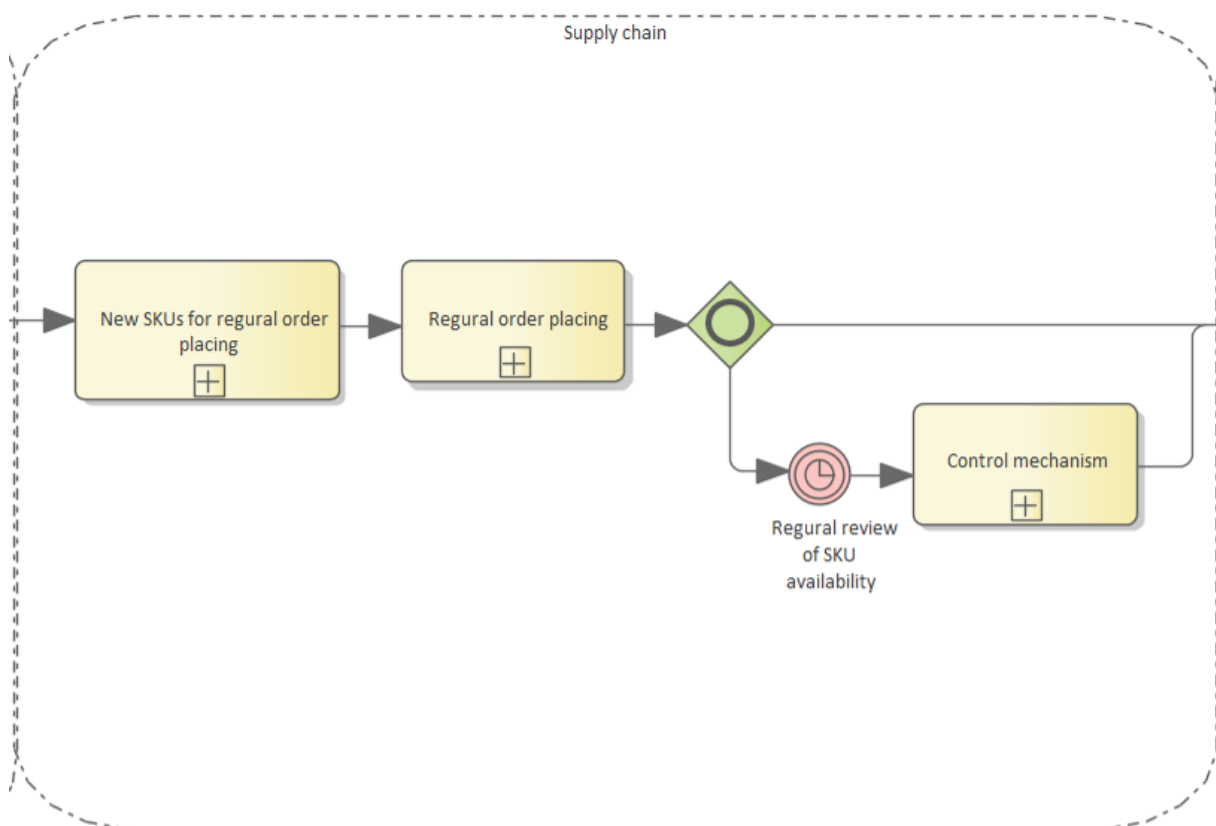 Supply chain
New SKUs for regural order
placing
Regural order placing
Control mechanism
Regural review
of SKU
availability